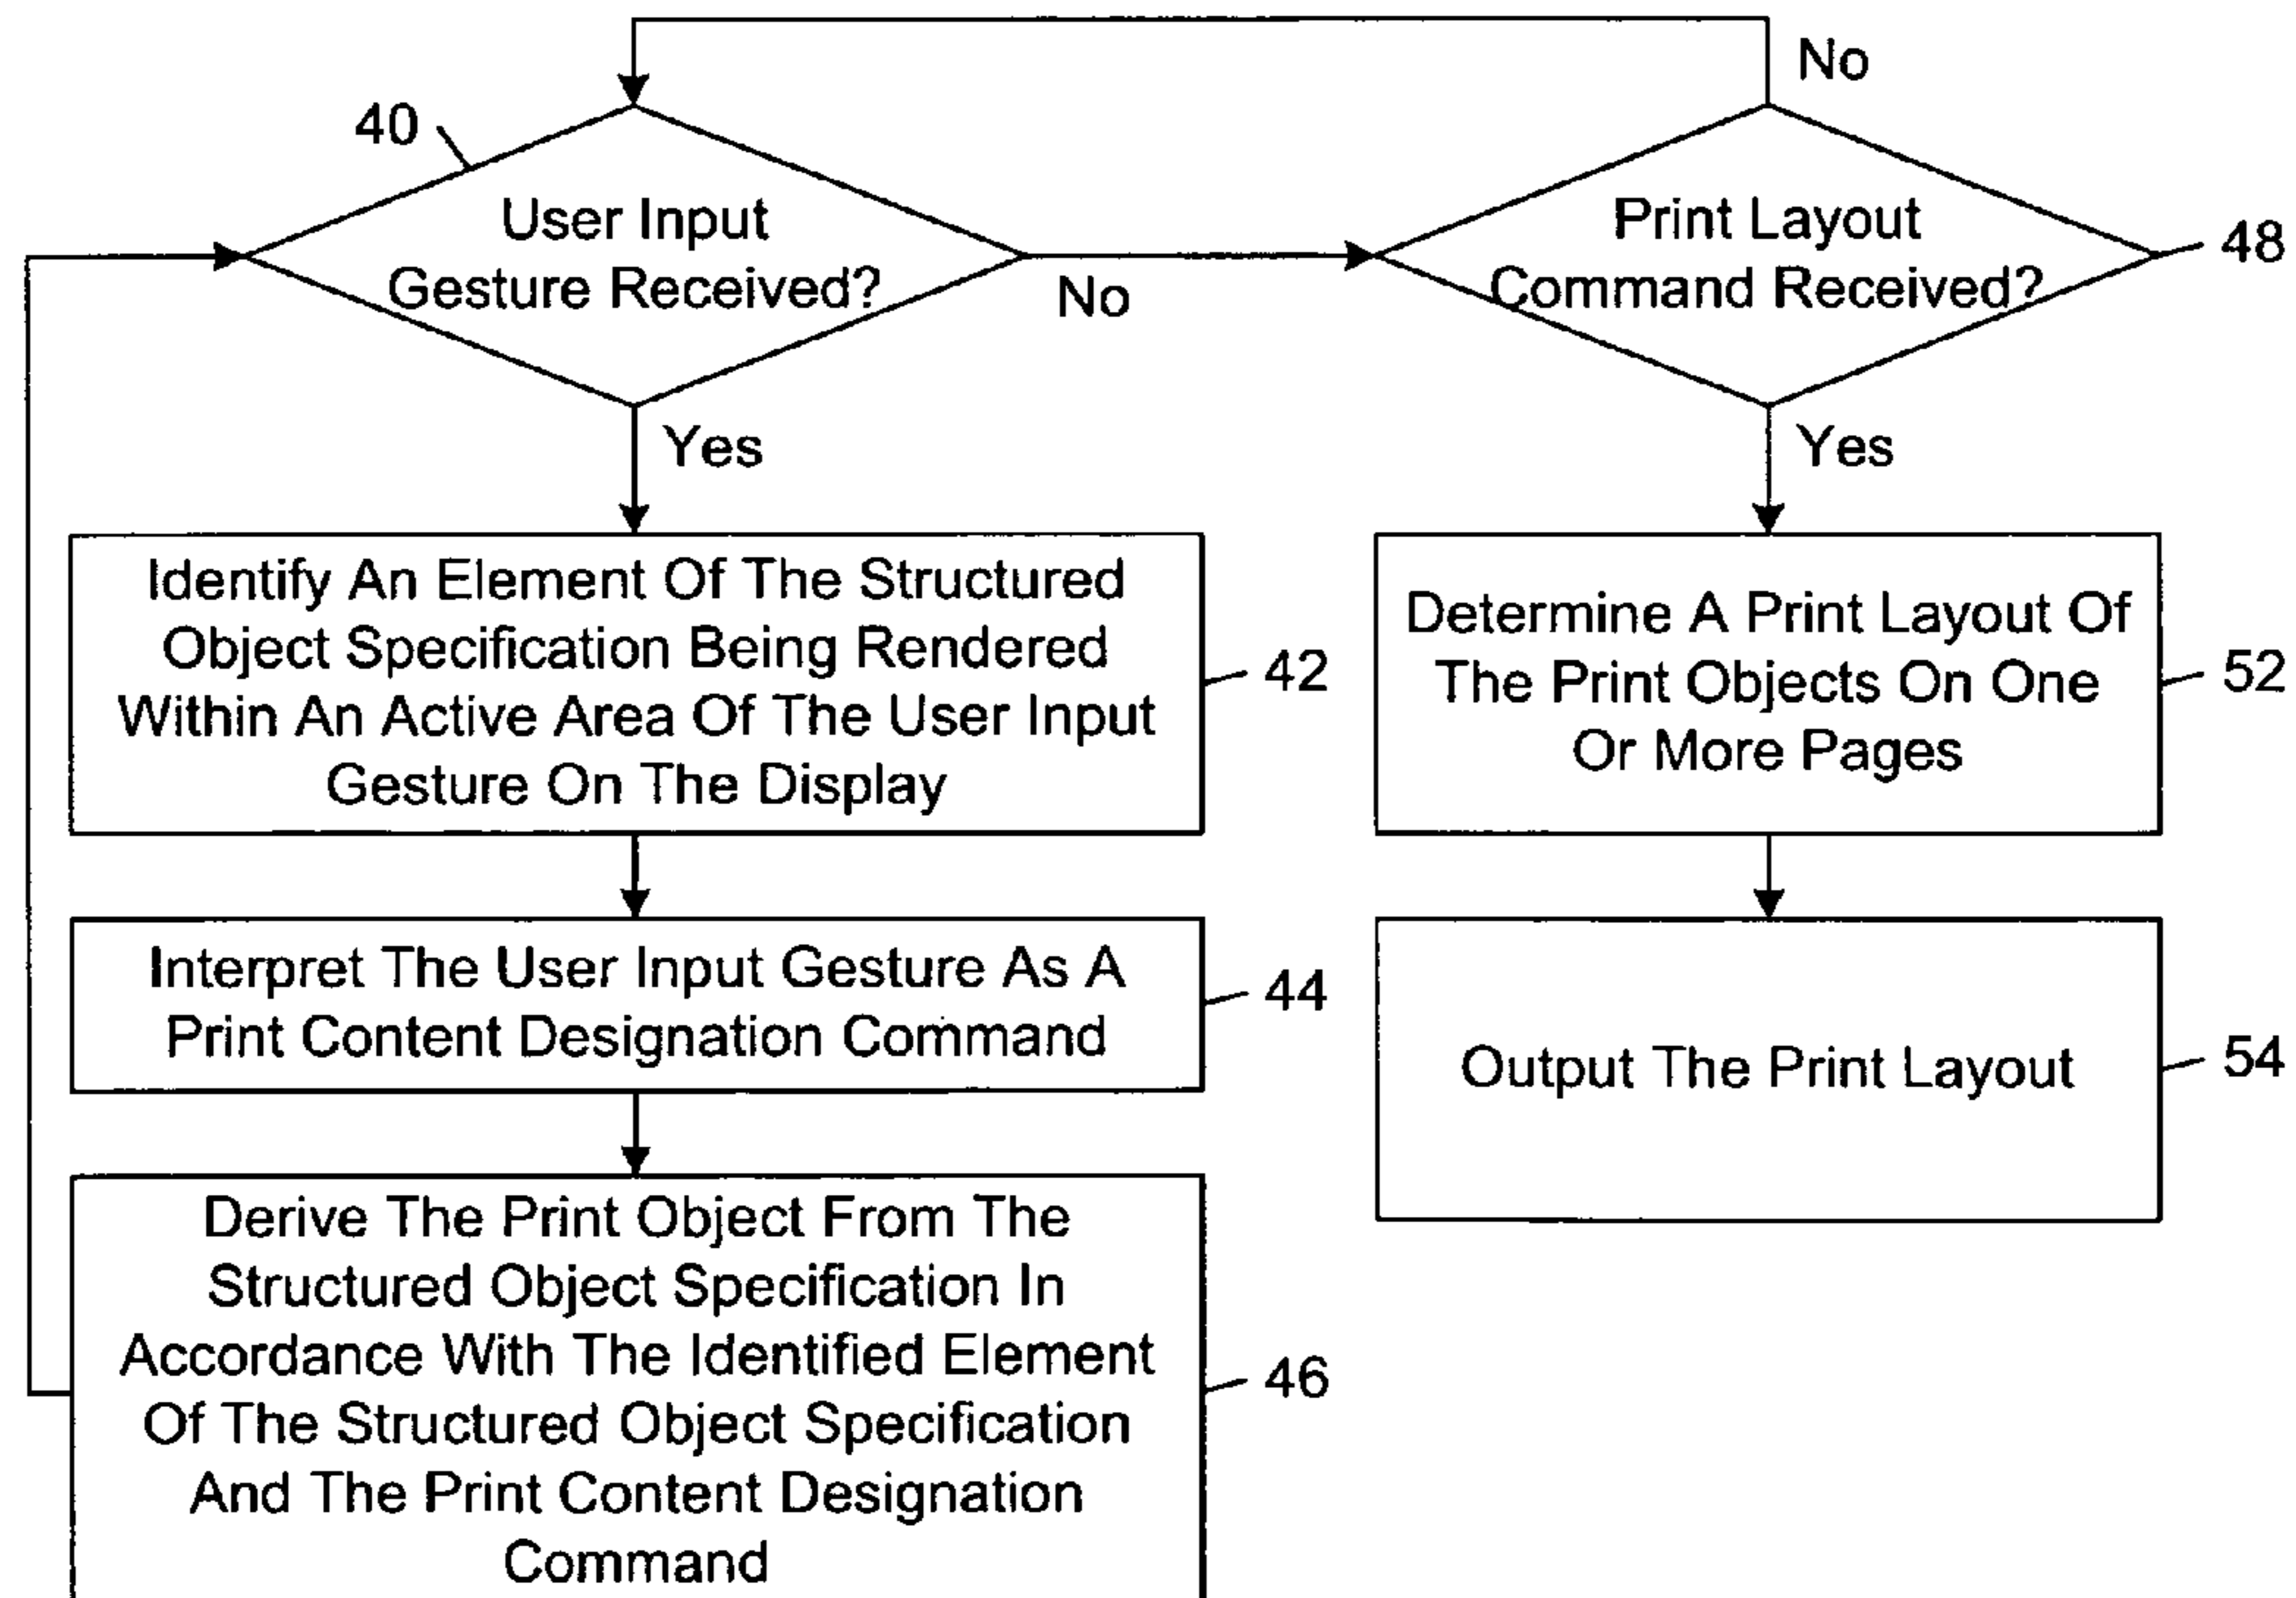 No
40
User Input
Gesture Received?
No
Print Layout
Command Received?
48
Yes
Yes
Identify An Element Of The Structured
Object Specification Being Rendered
Within An Active Area Of The User Input
Gesture On The Display
42
Determine A Print Layout Of
The Print Objects On One
Or More Pages
52
Interpret The User Input Gesture As A
Print Content Designation Command
44
Output The Print Layout
54
Derive The Print Object From The
Structured Object Specification In
Accordance With The Identified Element
Of The Structured Object Specification
And The Print Content Designation
Command
46